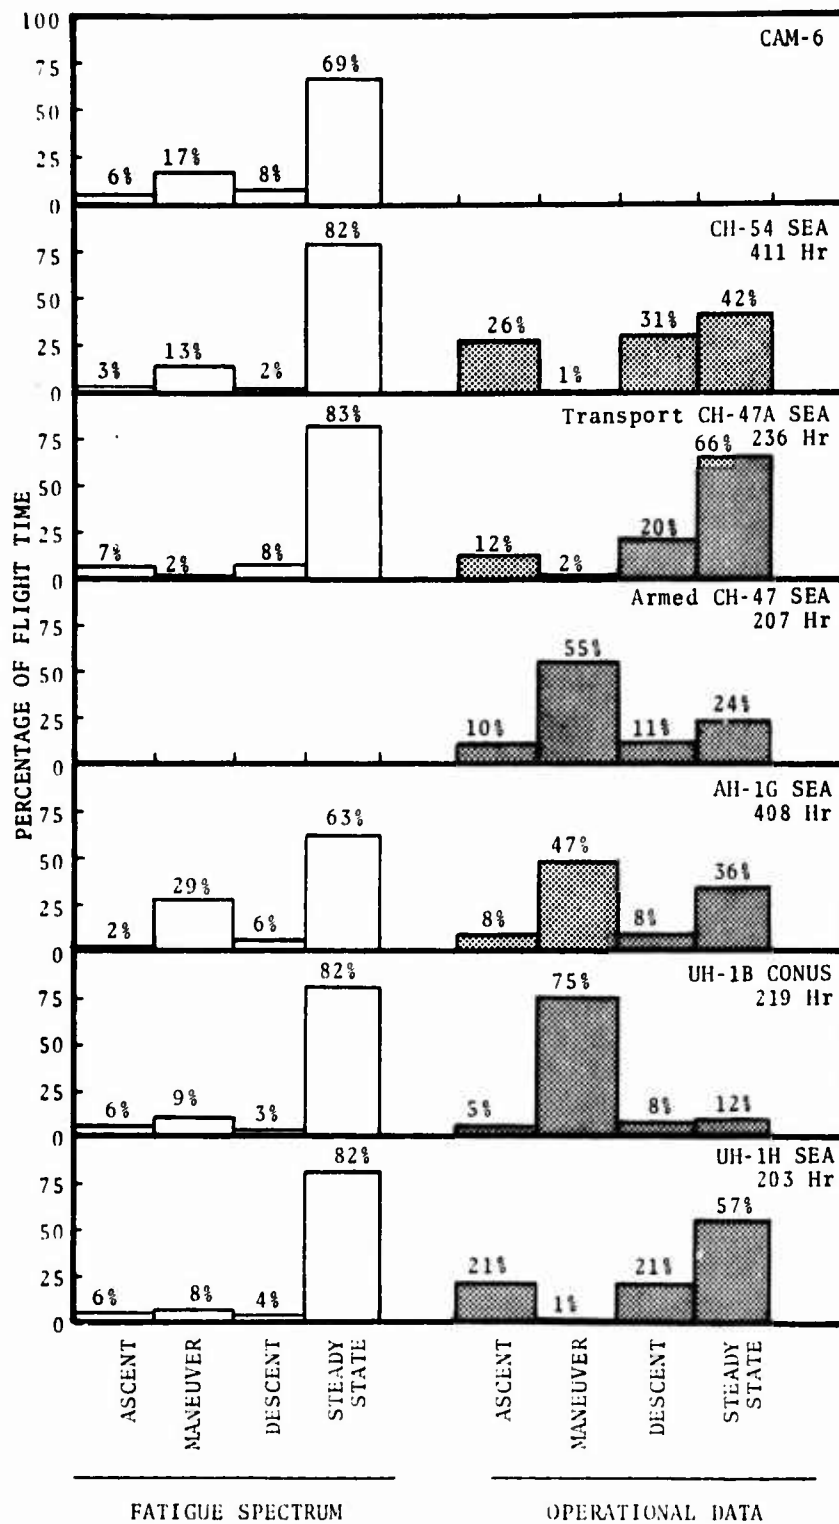 PERCENTAGE OF FLIGHT TIME
100
75
50
25
0
CAM-6
6%
17%
8%
69%
75
50
25
0
CH-54 SEA
411 Hr
3%
13%
2%
82%
26%
1%
31%
42%
75
50
25
0
Transport CH-47A SEA
236 Hr
7%
2%
8%
83%
12%
2%
20%
66%
75
50
25
0
Armed CH-47 SEA
207 Hr
10%
55%
11%
24%
75
50
25
0
AH-1G SEA
408 Hr
2%
29%
6%
63%
8%
47%
8%
36%
75
50
25
0
UH-1B CONUS
219 Hr
6%
9%
3%
82%
5%
75%
8%
12%
75
50
25
0
UH-1H SEA
203 Hr
6%
8%
4%
82%
21%
1%
21%
57%
ASCENT
MANEUVER
DESCENT
STEADY
STATE
ASCENT
MANEUVER
DESCENT
STEADY
STATE
FATIGUE SPECTRUM
OPERATIONAL DATA